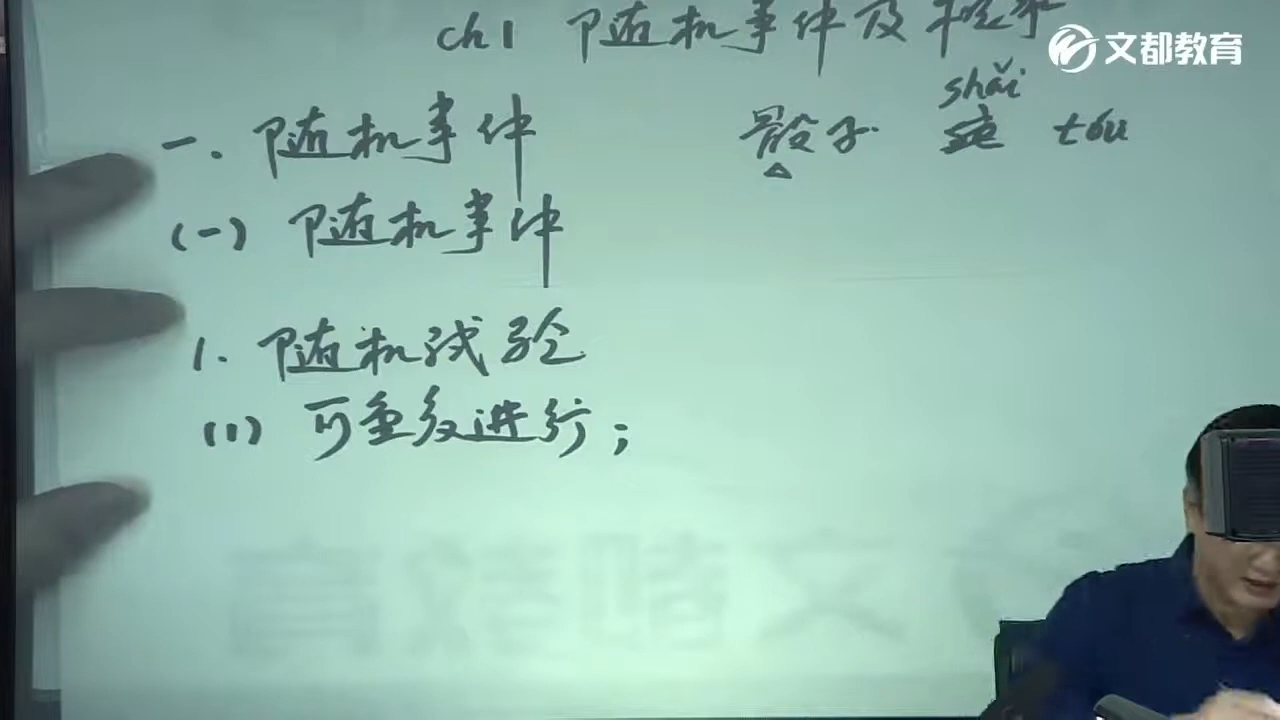 ch1 随机事件及概率
文都教育
shǎi
一. 随机事件 骰子 tóu
(一) 随机事件
1. 随机试验
(1) 可重复进行;